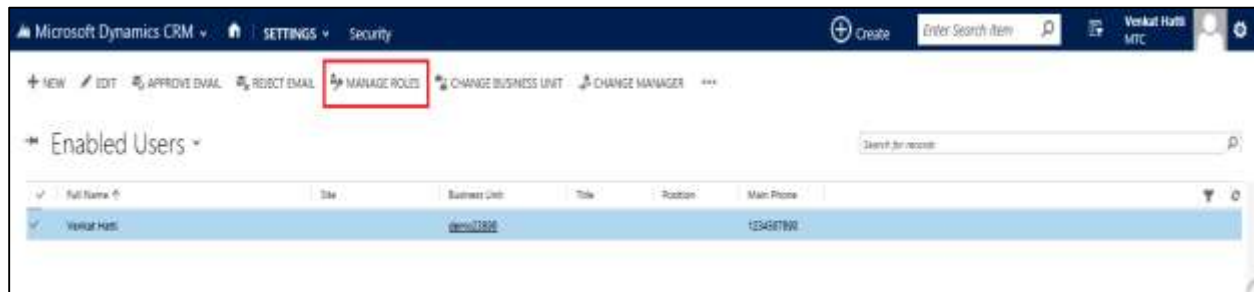 Microsoft Dynamics CRM SETTINGS Security Create Enter Search Item Venkat Hatti
MTC
NEW EDIT APPROVE EMAIL REJECT EMAIL MANAGE ROLES CHANGE BUSINESS UNIT CHANGE MANAGER •••
Enabled Users
Search for records
Full Name ↑ Site Business Unit Title Position Main Phone
Venkat Hatti